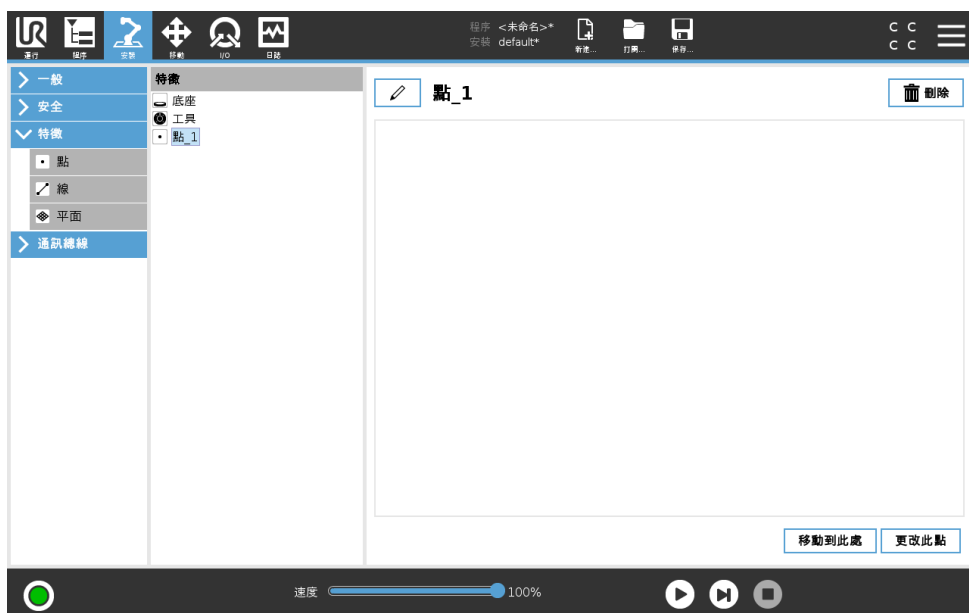 UR
運行
程序
安裝
移動
I/O
日誌
程序 <未命名>*
安裝 default*
新建...
打開...
保存...
C C
C C
一般
安全
特徵
點
線
平面
通訊總線
特徵
底座
工具
點_1
點_1
刪除
移動到此處
更改此點
速度
100%